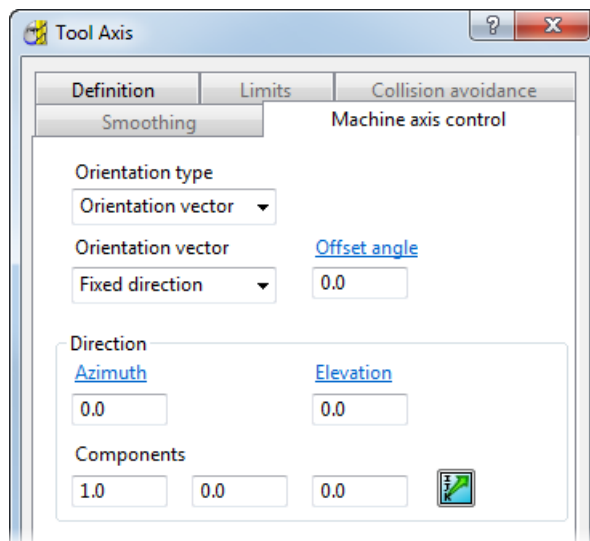 Tool Axis
Definition Limits Collision avoidance
Smoothing Machine axis control
Orientation type
Orientation vector
Orientation vector Offset angle
Fixed direction 0.0
Direction
Azimuth Elevation
0.0 0.0
Components
1.0 0.0 0.0
I
J
K